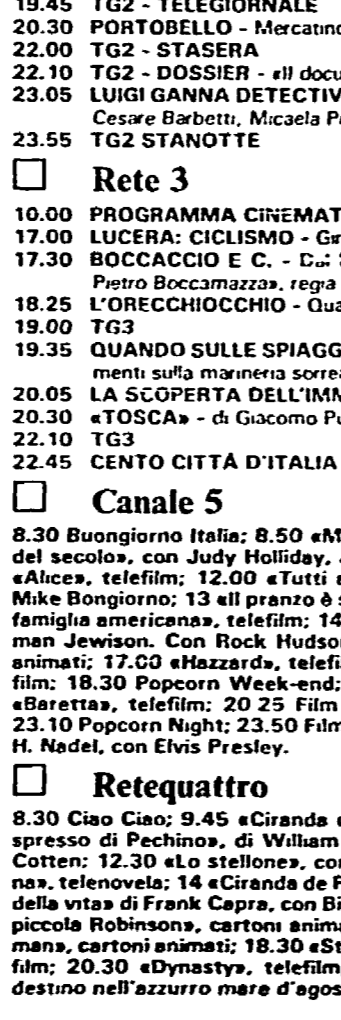 19.45 TG2 - TELEGIORNALE
20.30 PORTOBELLO - Mercatino
22.00 TG2 - STASERA
22.10 TG2 - DOSSIER - «Il docu
23.05 LUIGI GANNA DETECTIV
Cesare Barbetti, Micaela P
23.55 TG2 STANOTTE
Rete 3
10.00 PROGRAMMA CINEMAT
17.00 LUCERA: CICLISMO - Gir
17.30 BOCCACCIO E C. -
Pietro Boccamazza», regia
18.25 L'ORECCHIOCCHIO - Qua
19.00 TG3
19.35 QUANDO SULLE SPIAGG
menti sulla marineria sorrea
20.05 LA SCOPERTA DELL'IMM
20.30 «TOSCA» - di Giacomo Pu
22.10 TG3
22.45 CENTO CITTÀ D'ITALIA
Canale 5
8.30 Buongiorno Italia; 8.50 «M
del secolo», con Judy Holliday,
«Alice», telefilm; 12.00 «Tutti
Mike Bongiorno; 13 «Il pranzo è s
famiglia americana», telefilm; 14
man Jewison. Con Rock Hudson
animati; 17.00 «Hazzard», telefi
film; 18.30 Popcorn Week-end;
«Baretta», telefilm; 20 25 Film
23.10 Popcorn Night; 23.50 Film
H. Nadel, con Elvis Presley.
Retequattro
8.30 Ciao Ciao; 9.45 «Ciranda
spresso di Pechino», di William
Cotten; 12.30 «Lo stellone», con
na», telenovela; 14 «Ciranda de P
della vita» di Frank Capra, con Bi
piccola Robinson», cartoni anima
man», cartoni animati; 18.30 «St
film; 20.30 «Dynasty», telefilm
destino nell'azzurro mare d'agos